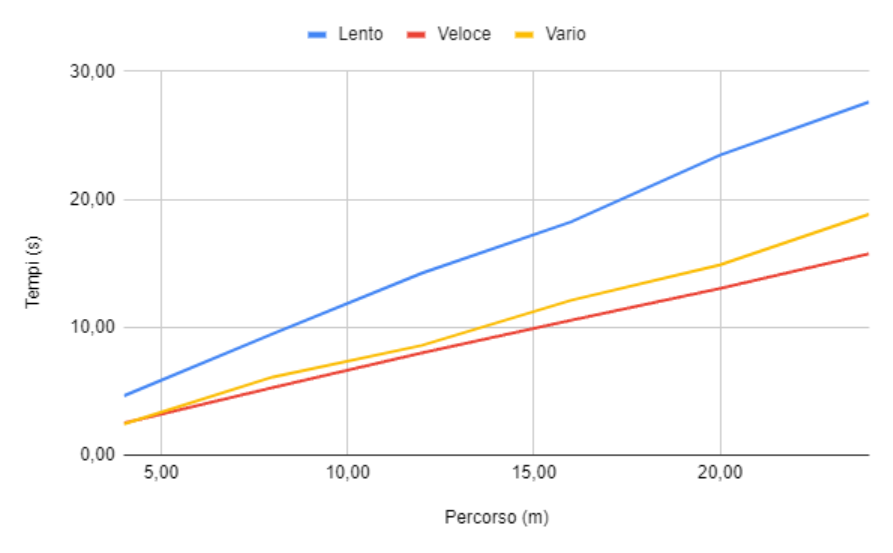 Lento Veloce Vario
30,00
20,00
10,00
0,00
5,00 10,00 15,00 20,00
Tempi (s)
Percorso (m)